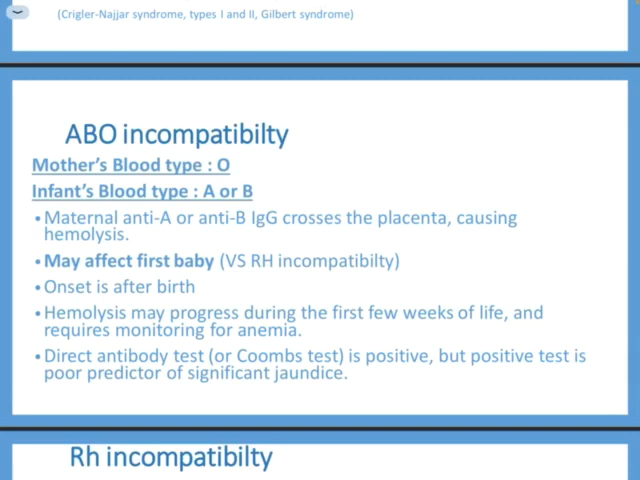 (Crigler-Najjar syndrome, types I and II, Gilbert syndrome)
ABO incompatibilty
Mother's Blood type : O
Infant's Blood type : A or B
• Maternal anti-A or anti-B IgG crosses the placenta, causing
hemolysis.
• May affect first baby (VS RH incompatibilty)
• Onset is after birth
• Hemolysis may progress during the first few weeks of life, and
requires monitoring for anemia.
• Direct antibody test (or Coombs test) is positive, but positive test is
poor predictor of significant jaundice.
Rh incompatibilty